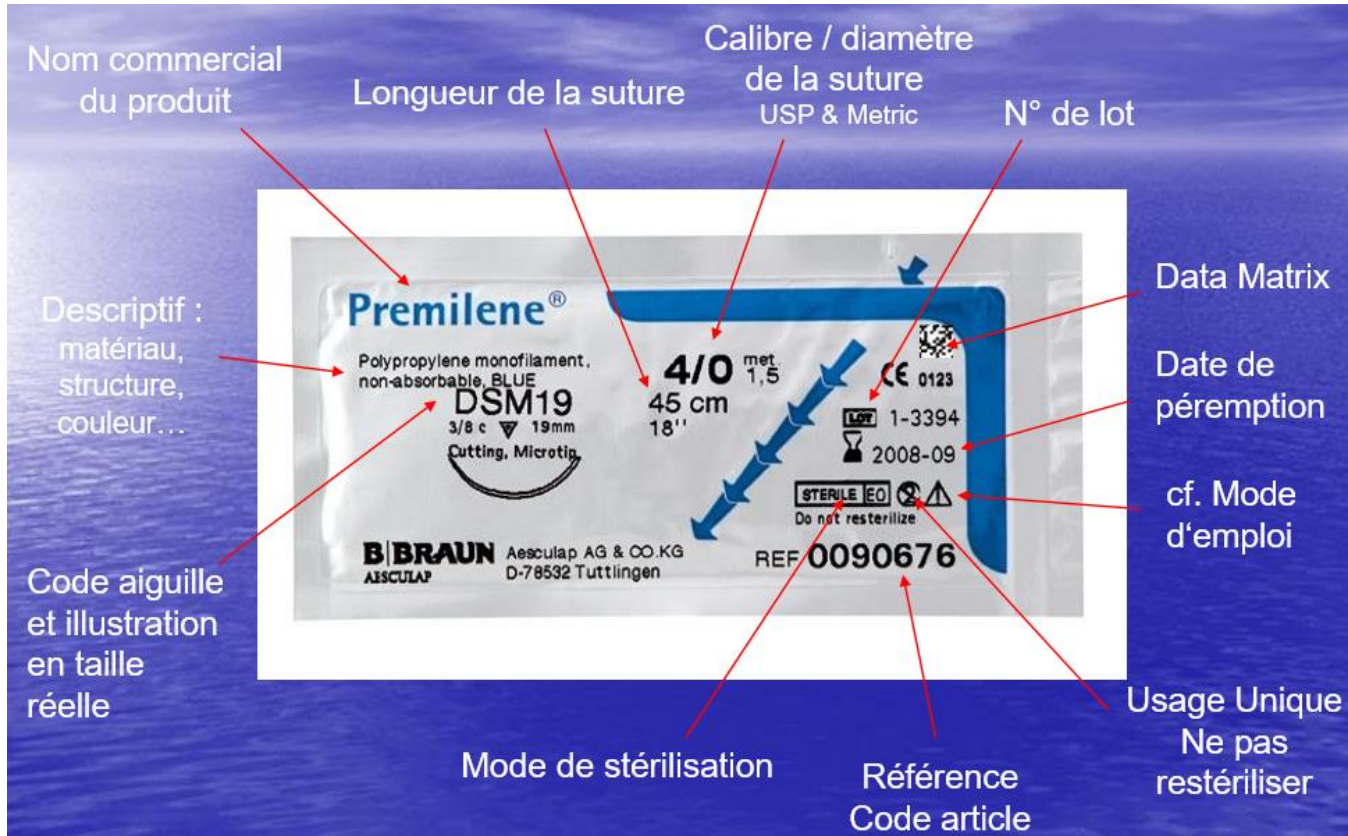 Nom commercial
du produit
Longueur de la suture
Calibre / diamètre
de la suture
USP & Metric
N° de lot
Descriptif :
matériau,
structure,
couleur…
Code aiguille
et illustration
en taille
réelle
Premilene®
Polypropylene monofilament,
non-absorbable, BLUE
DSM19
3/8 c 19mm
Cutting, Microtip
4/0 met. 1,5
45 cm
18''
CE 0123
LOT 1-3394
2008-09
STERILE EO 2
Do not resterilize
B|BRAUN
AESCULAP
Aesculap AG & CO.KG
D-78532 Tuttlingen
REF 0090676
Data Matrix
Date de
péremption
cf. Mode
d‘emploi
Usage Unique
Ne pas
restériliser
Mode de stérilisation
Référence
Code article